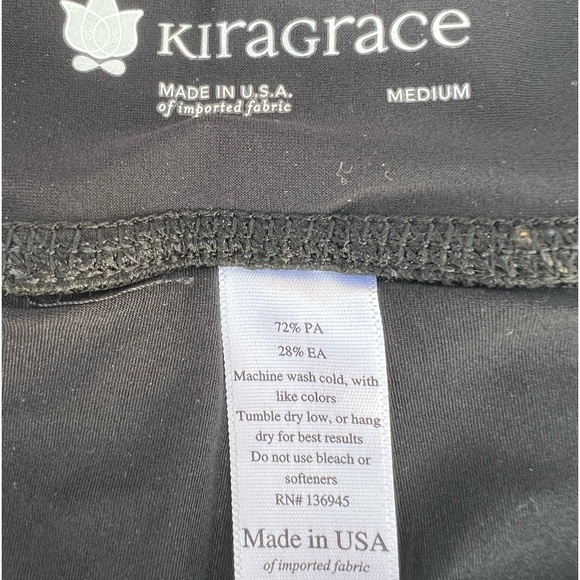 KIRAGRACE
MADE IN U.S.A.
of imported fabric
MEDIUM
72% PA
28% EA
Machine wash cold, with
like colors
Tumble dry low, or hang
dry for best results
Do not use bleach or
softeners
RN# 136945
Made in USA
of imported fabric